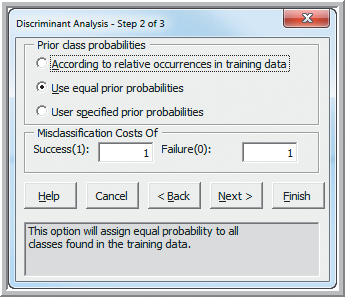 Discriminant Analysis - Step 2 of 3
Prior class probabilities
According to relative occurrences in training data
Use equal prior probabilities
User specified prior probabilities
Misclassification Costs Of
Success(1): 1 Failure(0): 1
Help Cancel < Back Next > Finish
This option will assign equal probability to all
classes found in the training data.